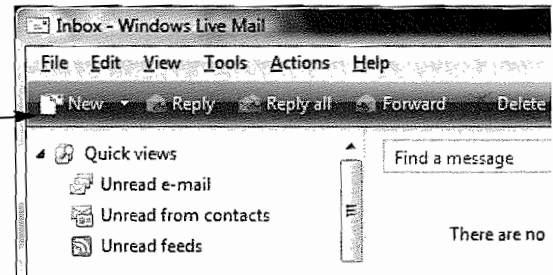 Inbox - Windows Live Mail
File Edit View Tools Actions Help
New Reply Reply all Forward Delete
Quick views
Find a message
Unread e-mail
Unread from contacts
Unread feeds
There are no